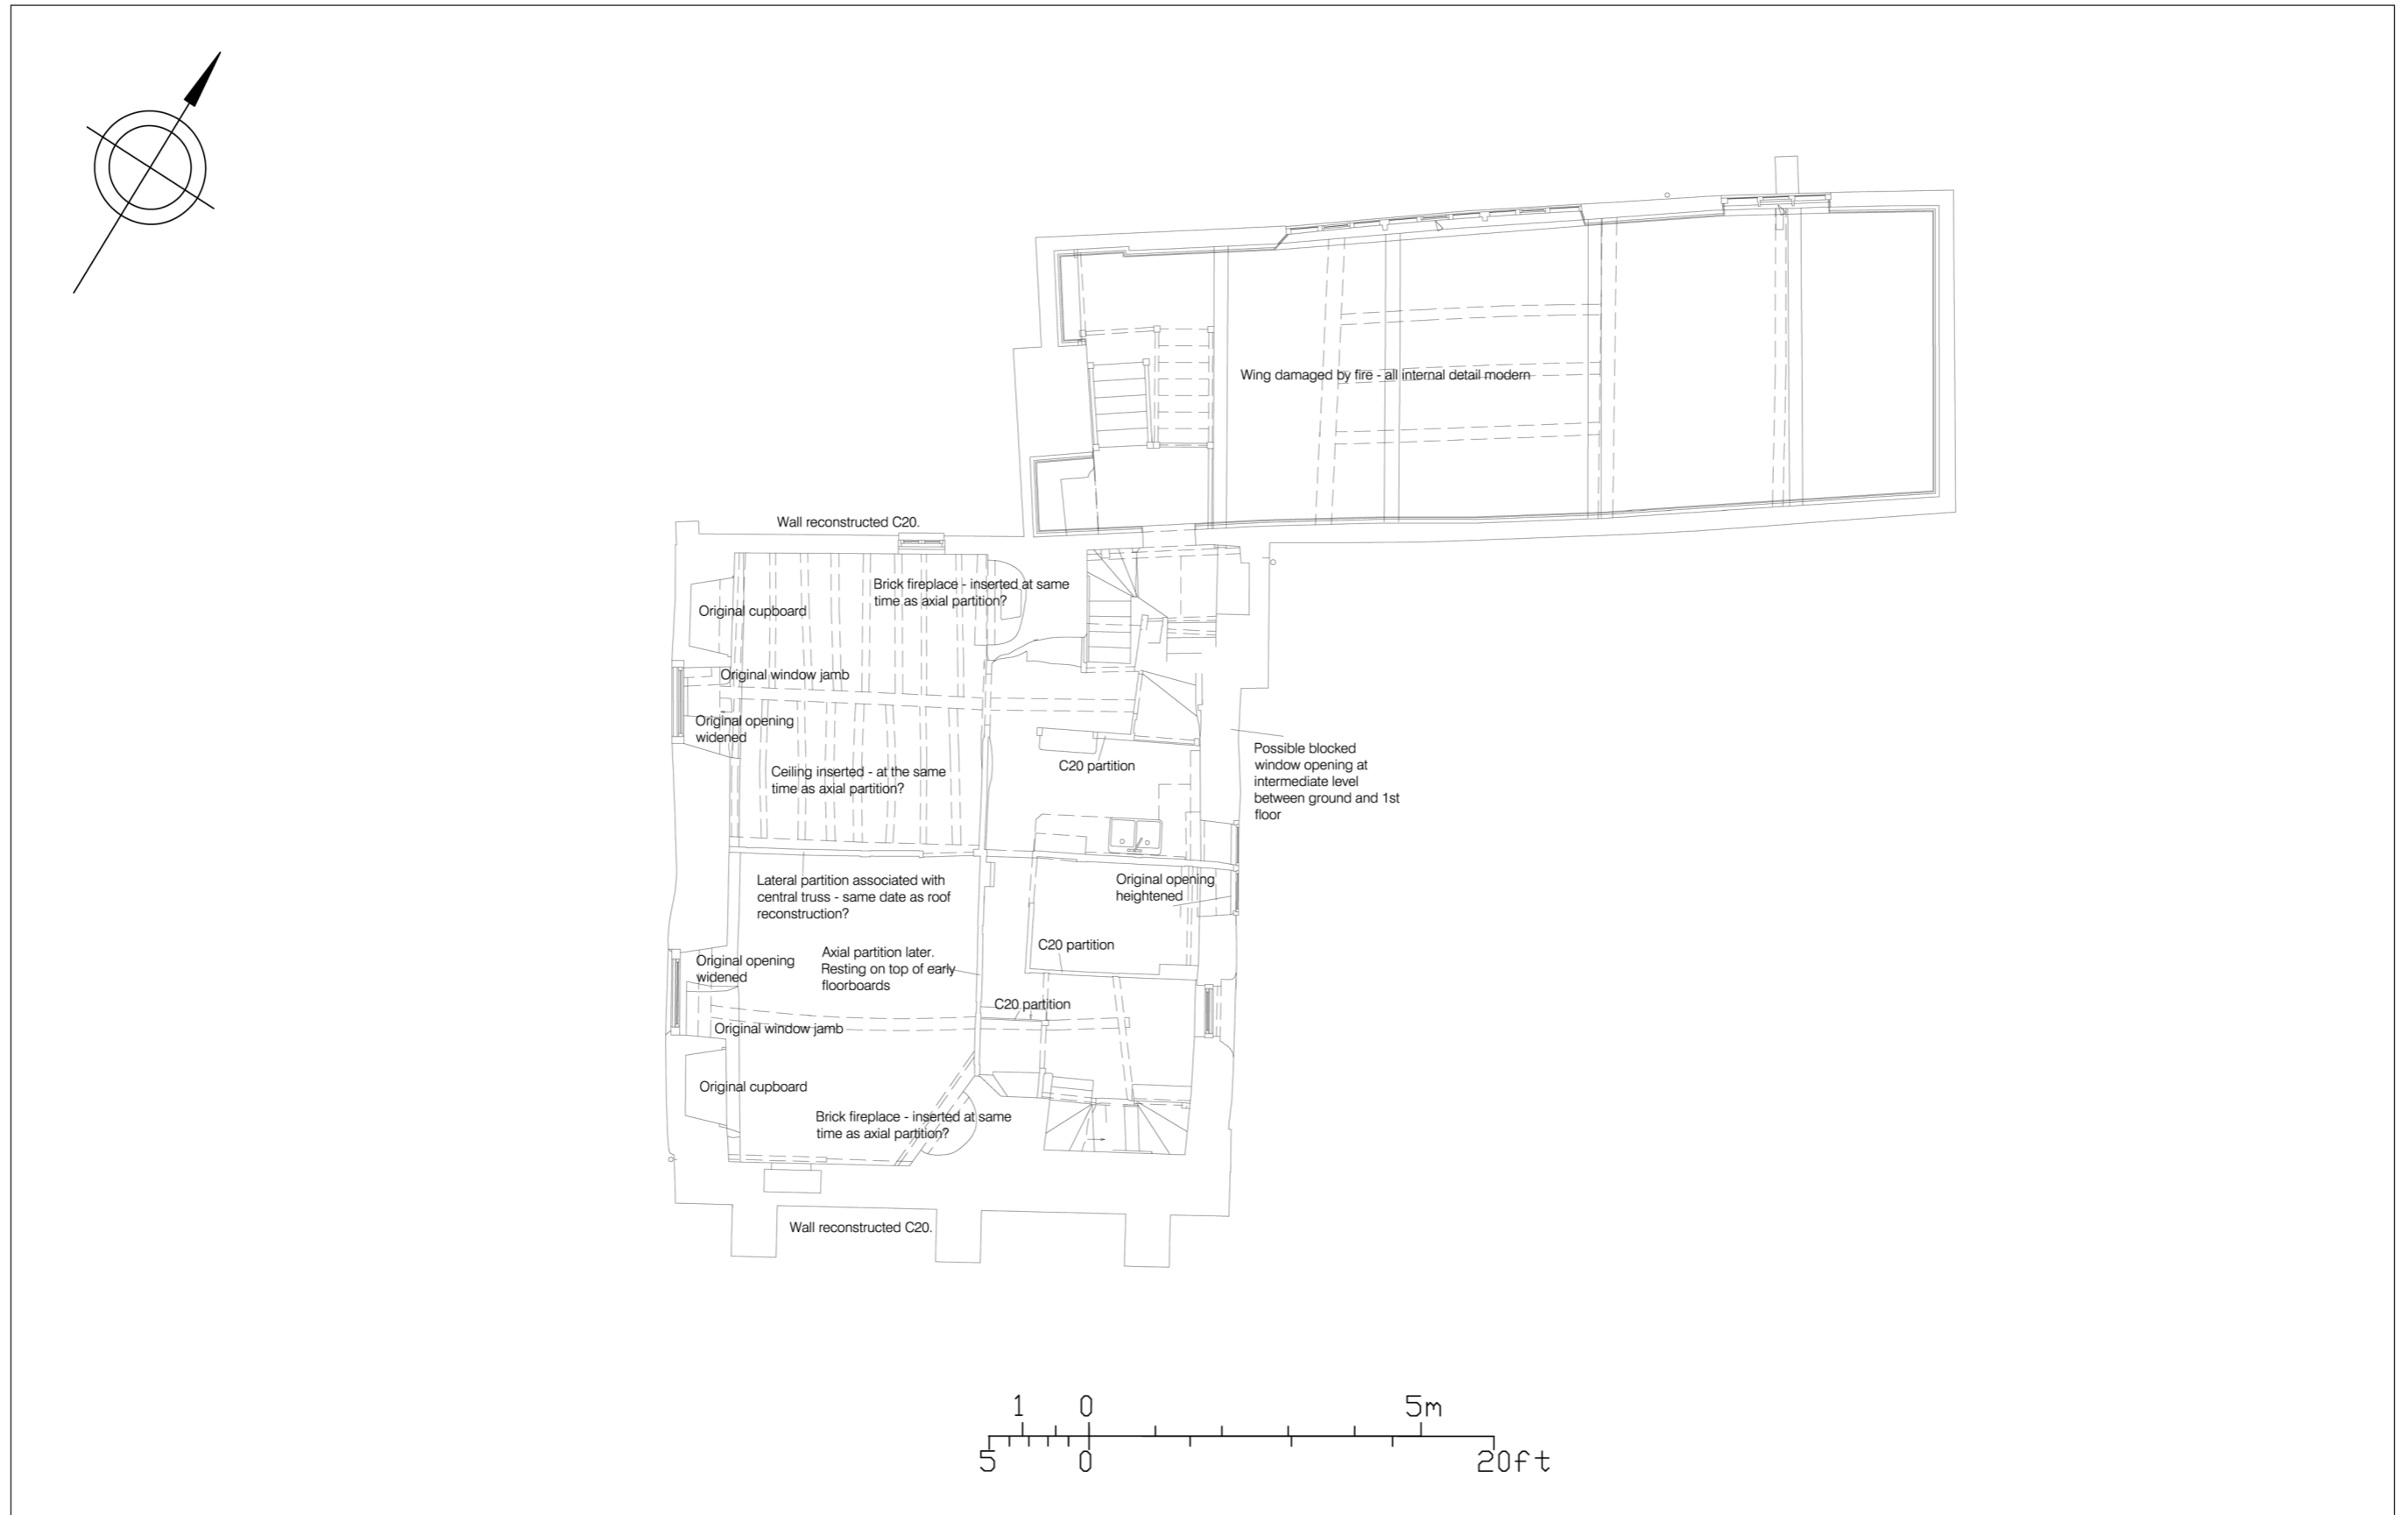 Wing damaged by fire - all internal detail modern
Wall reconstructed C20.
Brick fireplace - inserted at same
time as axial partition?
Original cupboard
Original window jamb
Original opening
widened
Possible blocked
window opening at
intermediate level
between ground and 1st
floor
C20 partition
Ceiling inserted - at the same
time as axial partition?
Lateral partition associated with
central truss - same date as roof
reconstruction?
Original opening
heightened
C20 partition
Axial partition later.
Resting on top of early
floorboards
Original opening
widened
C20 partition
Original window jamb
Original cupboard
Brick fireplace - inserted at same
time as axial partition?
Wall reconstructed C20.
1 0 5m
5 0 20ft